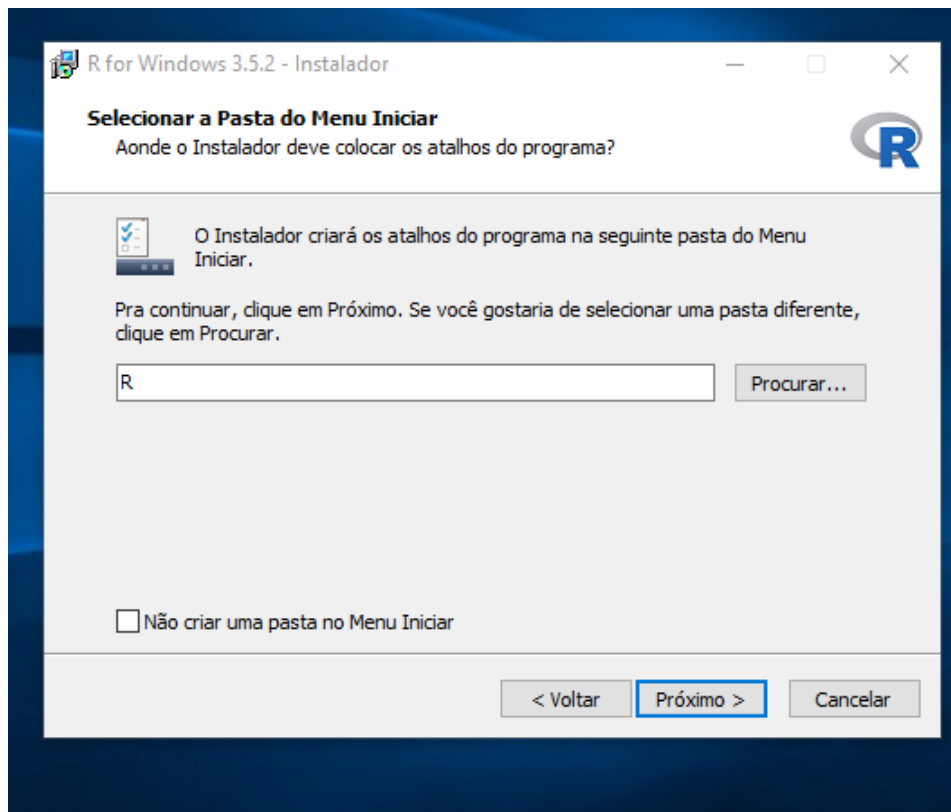 R for Windows 3.5.2 - Instalador
Selecionar a Pasta do Menu Iniciar
Aonde o Instalador deve colocar os atalhos do programa?
R
O Instalador criará os atalhos do programa na seguinte pasta do Menu
Iniciar.
Pra continuar, clique em Próximo. Se você gostaria de selecionar uma pasta diferente,
clique em Procurar.
R
Procurar...
Não criar uma pasta no Menu Iniciar
< Voltar
Próximo >
Cancelar